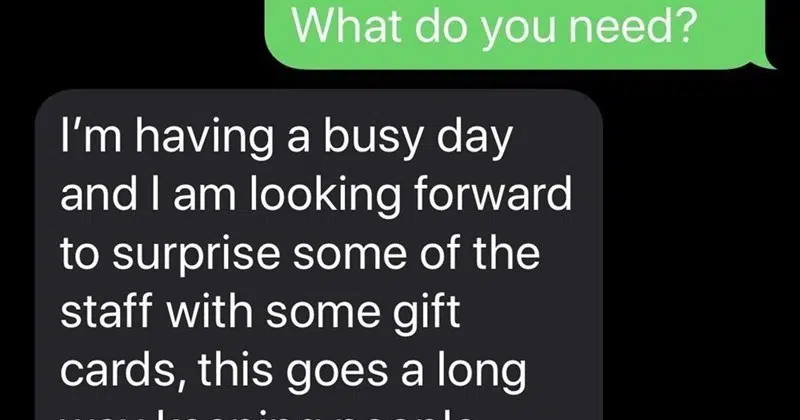 What do you need?
I'm having a busy day
and I am looking forward
to surprise some of the
staff with some gift
cards, this goes a long